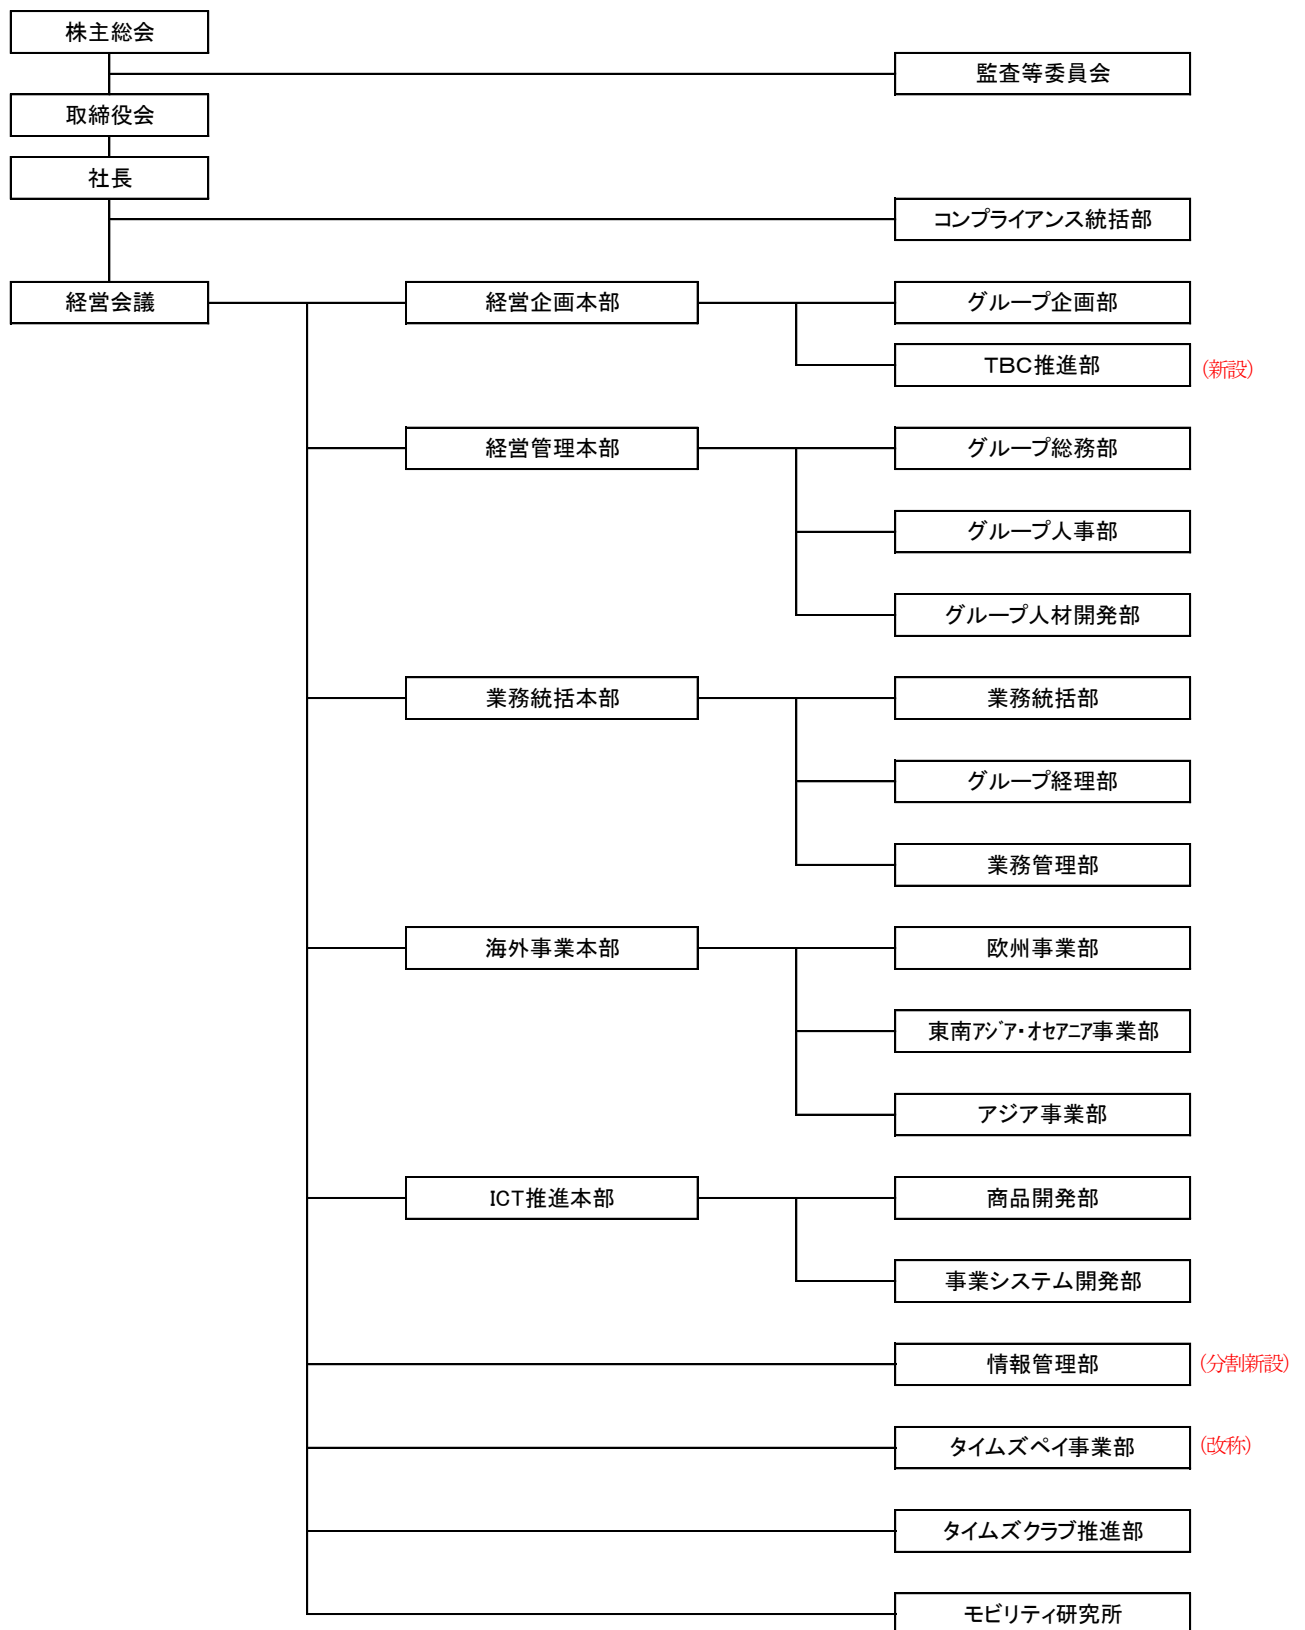 株主総会
監査等委員会
取締役会
社長
コンプライアンス統括部
経営会議
経営企画本部
グループ企画部
TBC推進部
(新設)
経営管理本部
グループ総務部
グループ人事部
グループ人材開発部
業務統括本部
業務統括部
グループ経理部
業務管理部
海外事業本部
欧州事業部
東南アジア・オセアニア事業部
アジア事業部
ICT推進本部
商品開発部
事業システム開発部
情報管理部
(分割新設)
タイムズペイ事業部
(改称)
タイムズクラブ推進部
モビリティ研究所